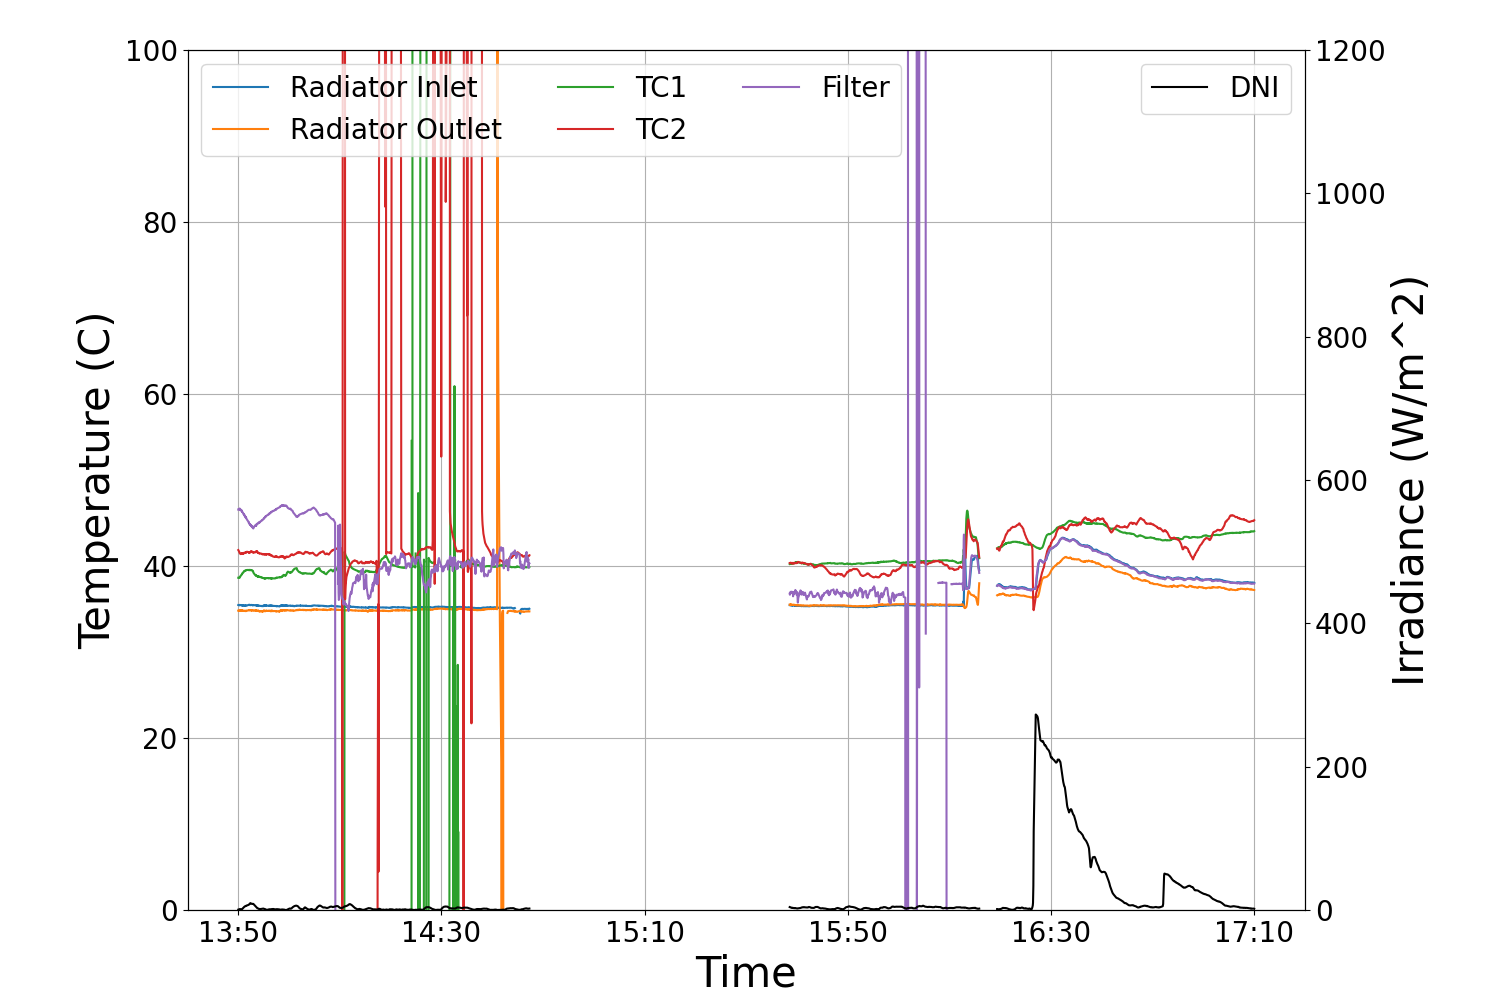 Radiator Inlet
Radiator Outlet
TC1
TC2
Filter
DNI
100
80
60
40
20
0
Temperature (C)
1200
1000
800
600
400
200
0
Irradiance (W/m^2)
13:50
14:30
15:10
15:50
16:30
17:10
Time